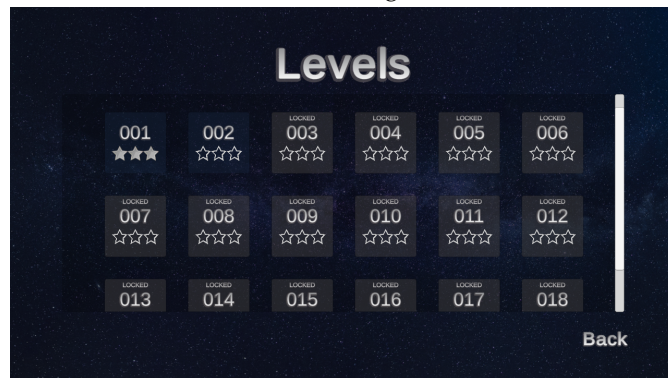 Levels
LOCKED LOCKED LOCKED LOCKED
001 002 003 004 005 006
LOCKED LOCKED LOCKED LOCKED LOCKED LOCKED
007 008 009 010 011 012
LOCKED LOCKED LOCKED LOCKED LOCKED LOCKED
013 014 015 016 017 018
Back